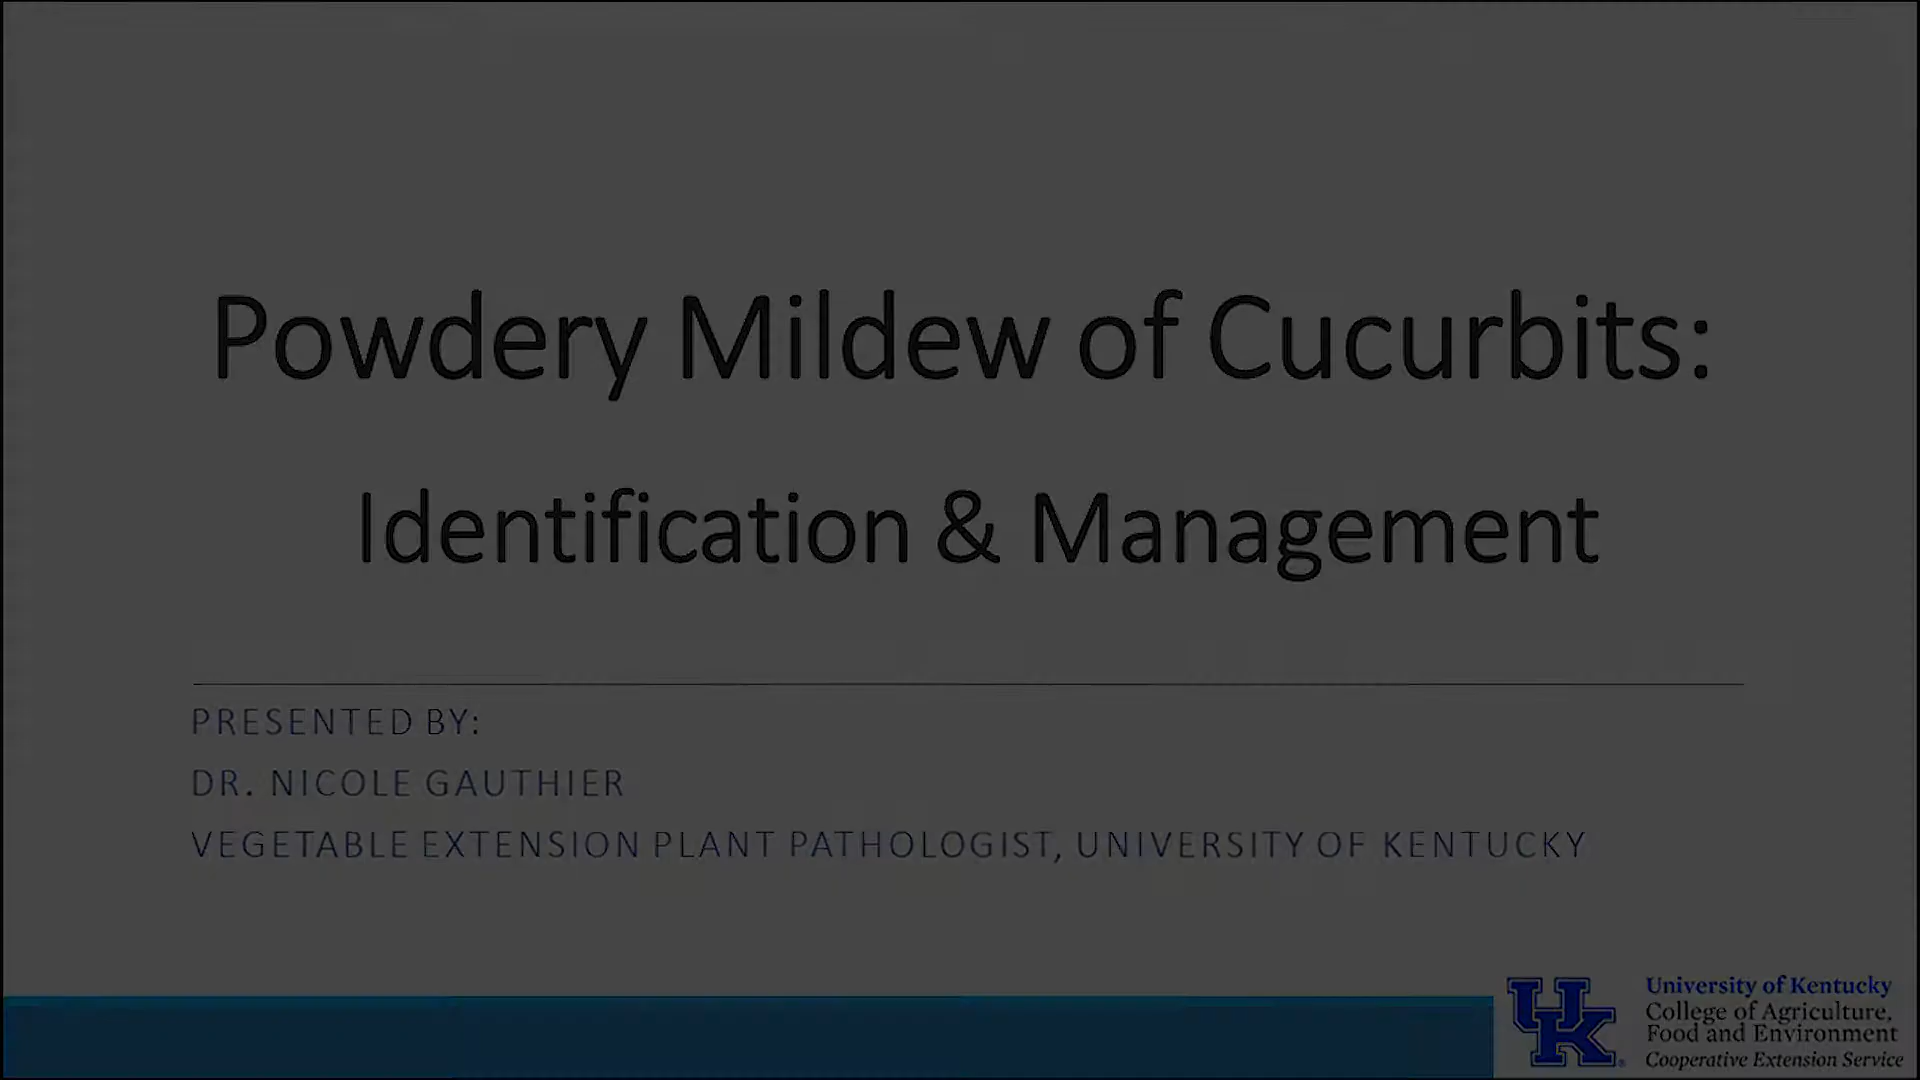 Powdery Mildew of Cucurbits:
Identification & Management
PRESENTED BY:
DR. NICOLE GAUTHIER
VEGETABLE EXTENSION PLANT PATHOLOGIST, UNIVERSITY OF KENTUCKY
UK
University of Kentucky
College of Agriculture,
Food and Environment
Cooperative Extension Service